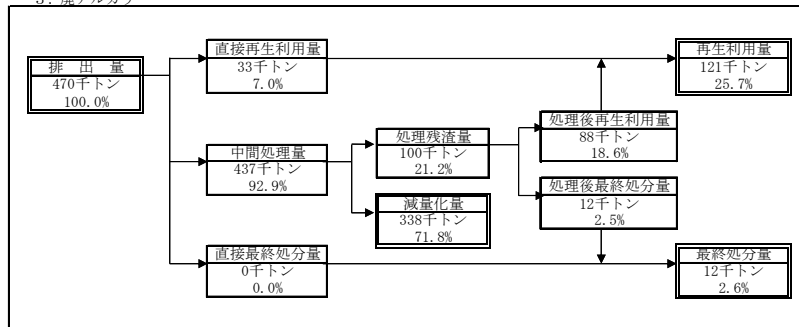 排 出 量
470千トン
100.0%
直接再生利用量
33千トン
7.0%
中間処理量
437千トン
92.9%
直接最終処分量
0千トン
0.0%
処理残渣量
100千トン
21.2%
減量化量
338千トン
71.8%
処理後再生利用量
88千トン
18.6%
処理後最終処分量
12千トン
2.5%
再生利用量
121千トン
25.7%
最終処分量
12千トン
2.6%